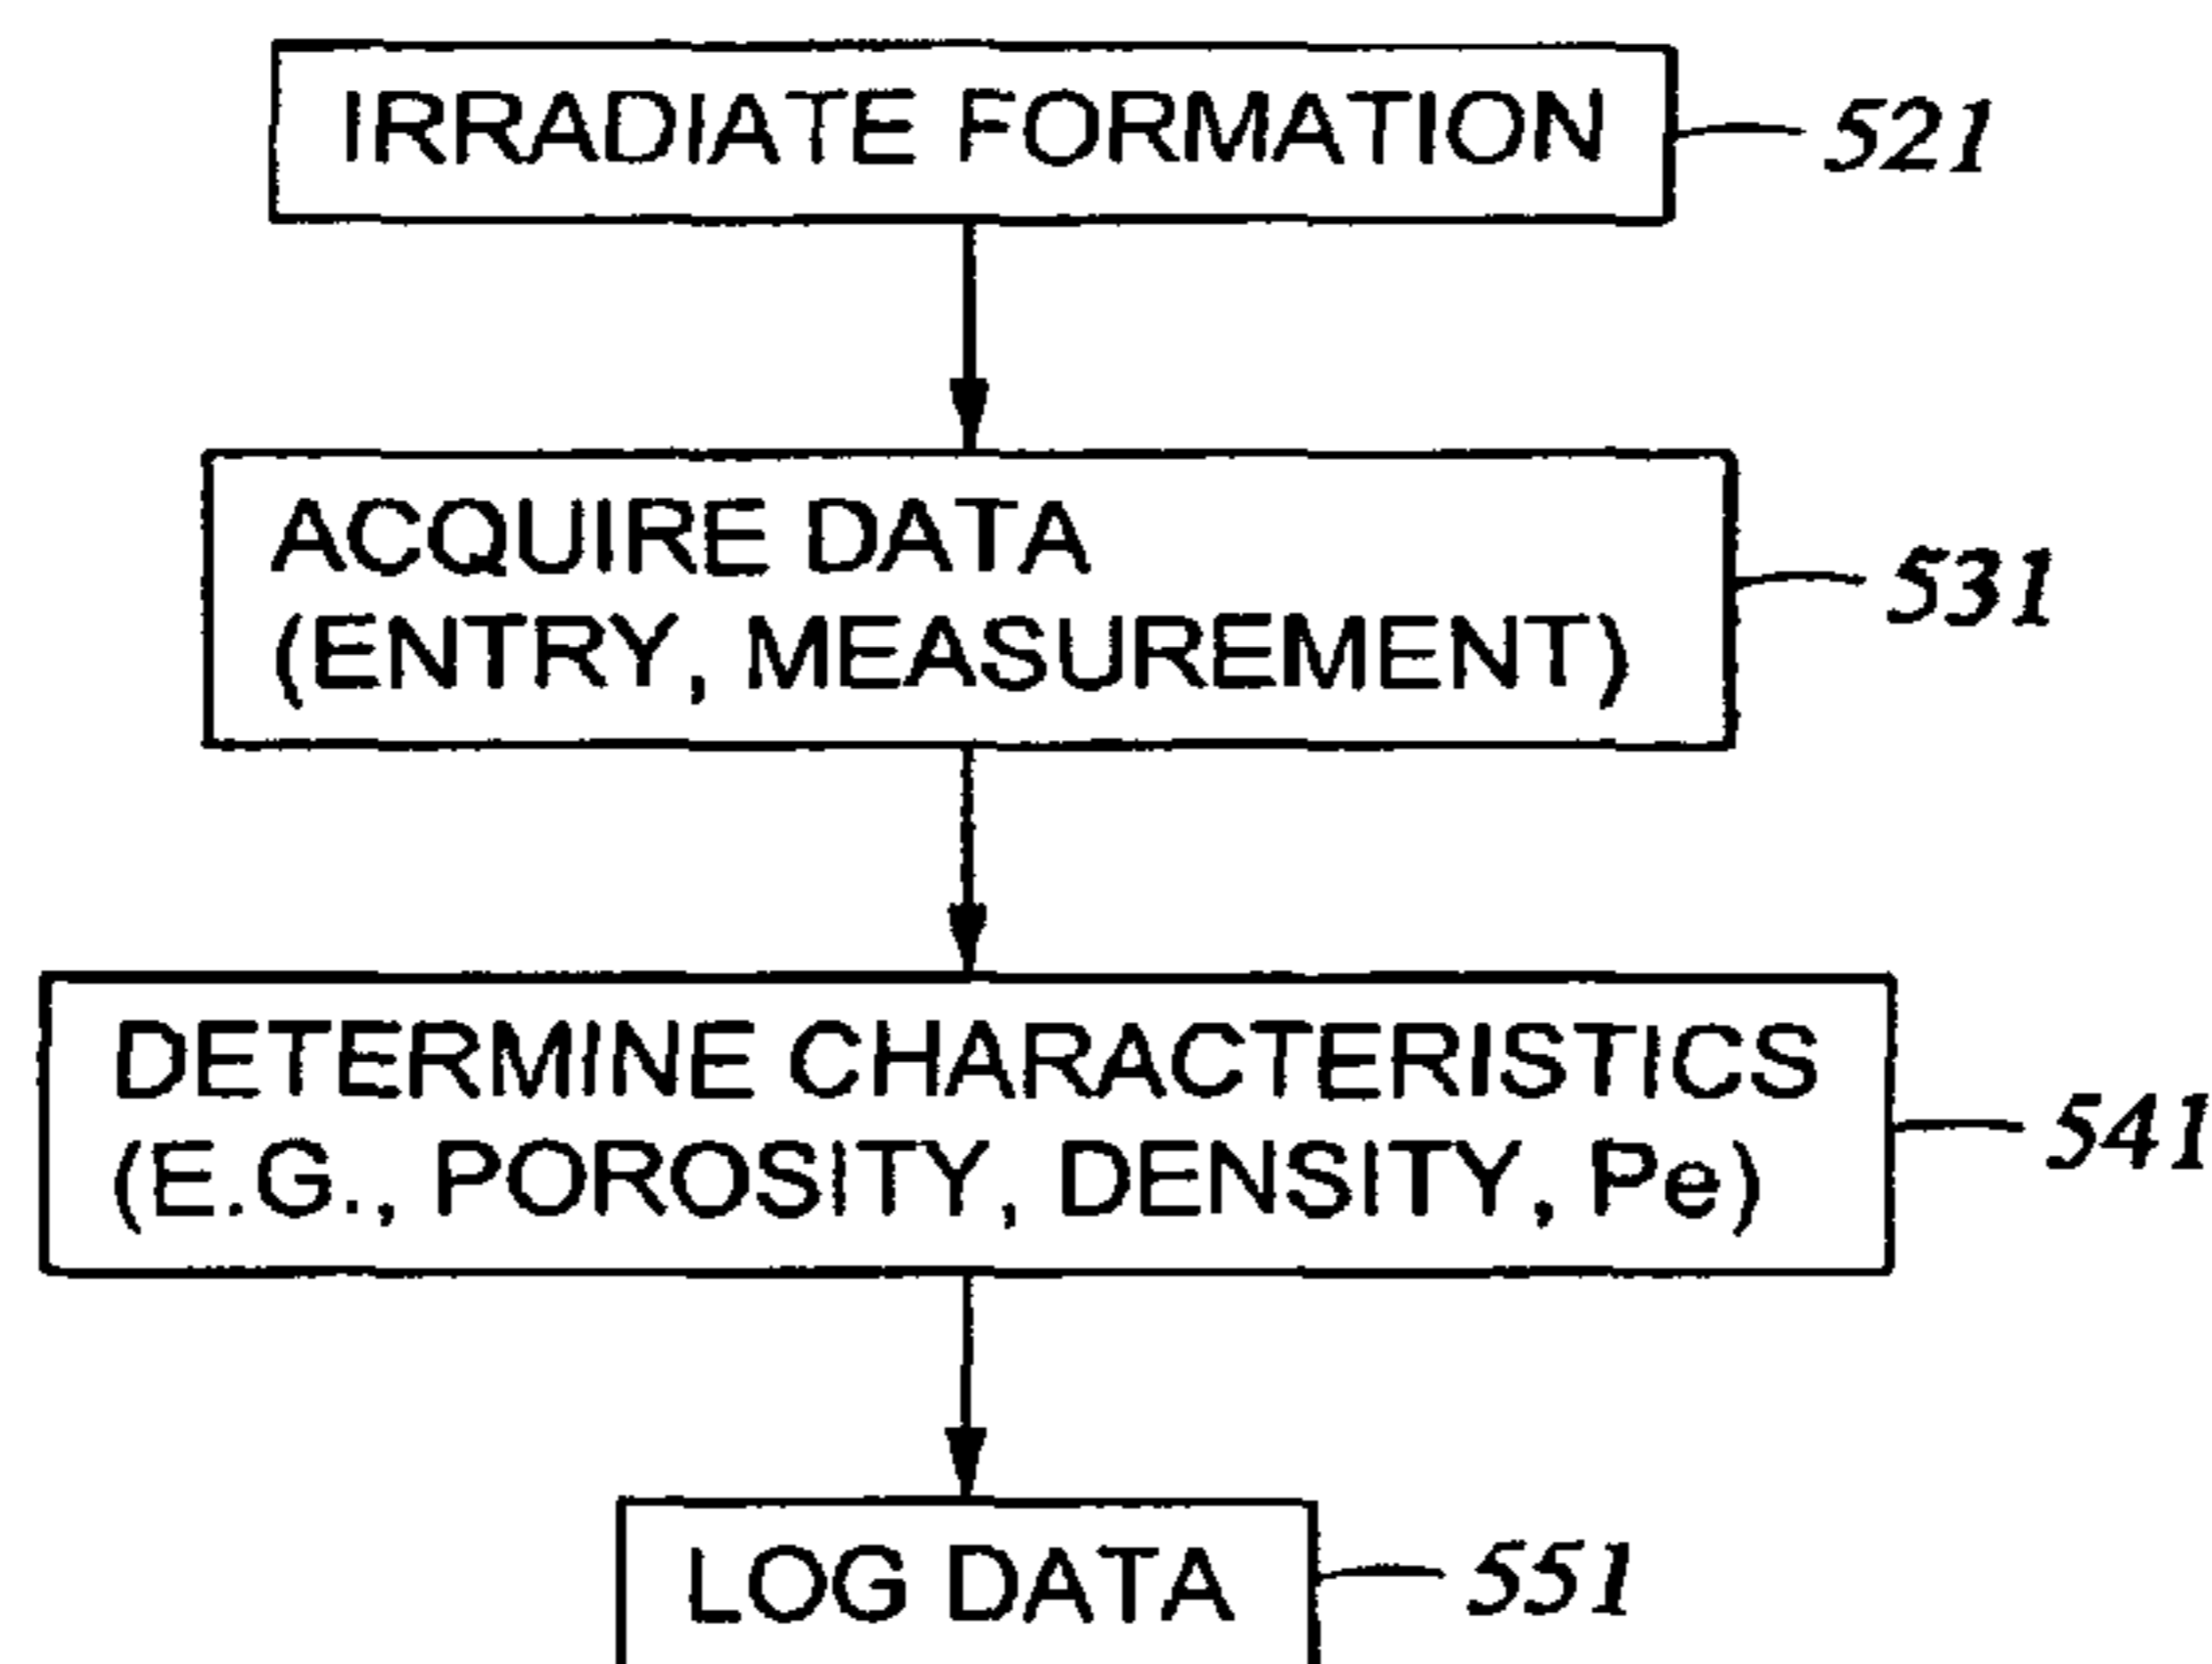 IRRADIATE FORMATION
521
ACQUIRE DATA
(ENTRY, MEASUREMENT)
531
DETERMINE CHARACTERISTICS
(E.G., POROSITY, DENSITY, Pe)
541
LOG DATA
551